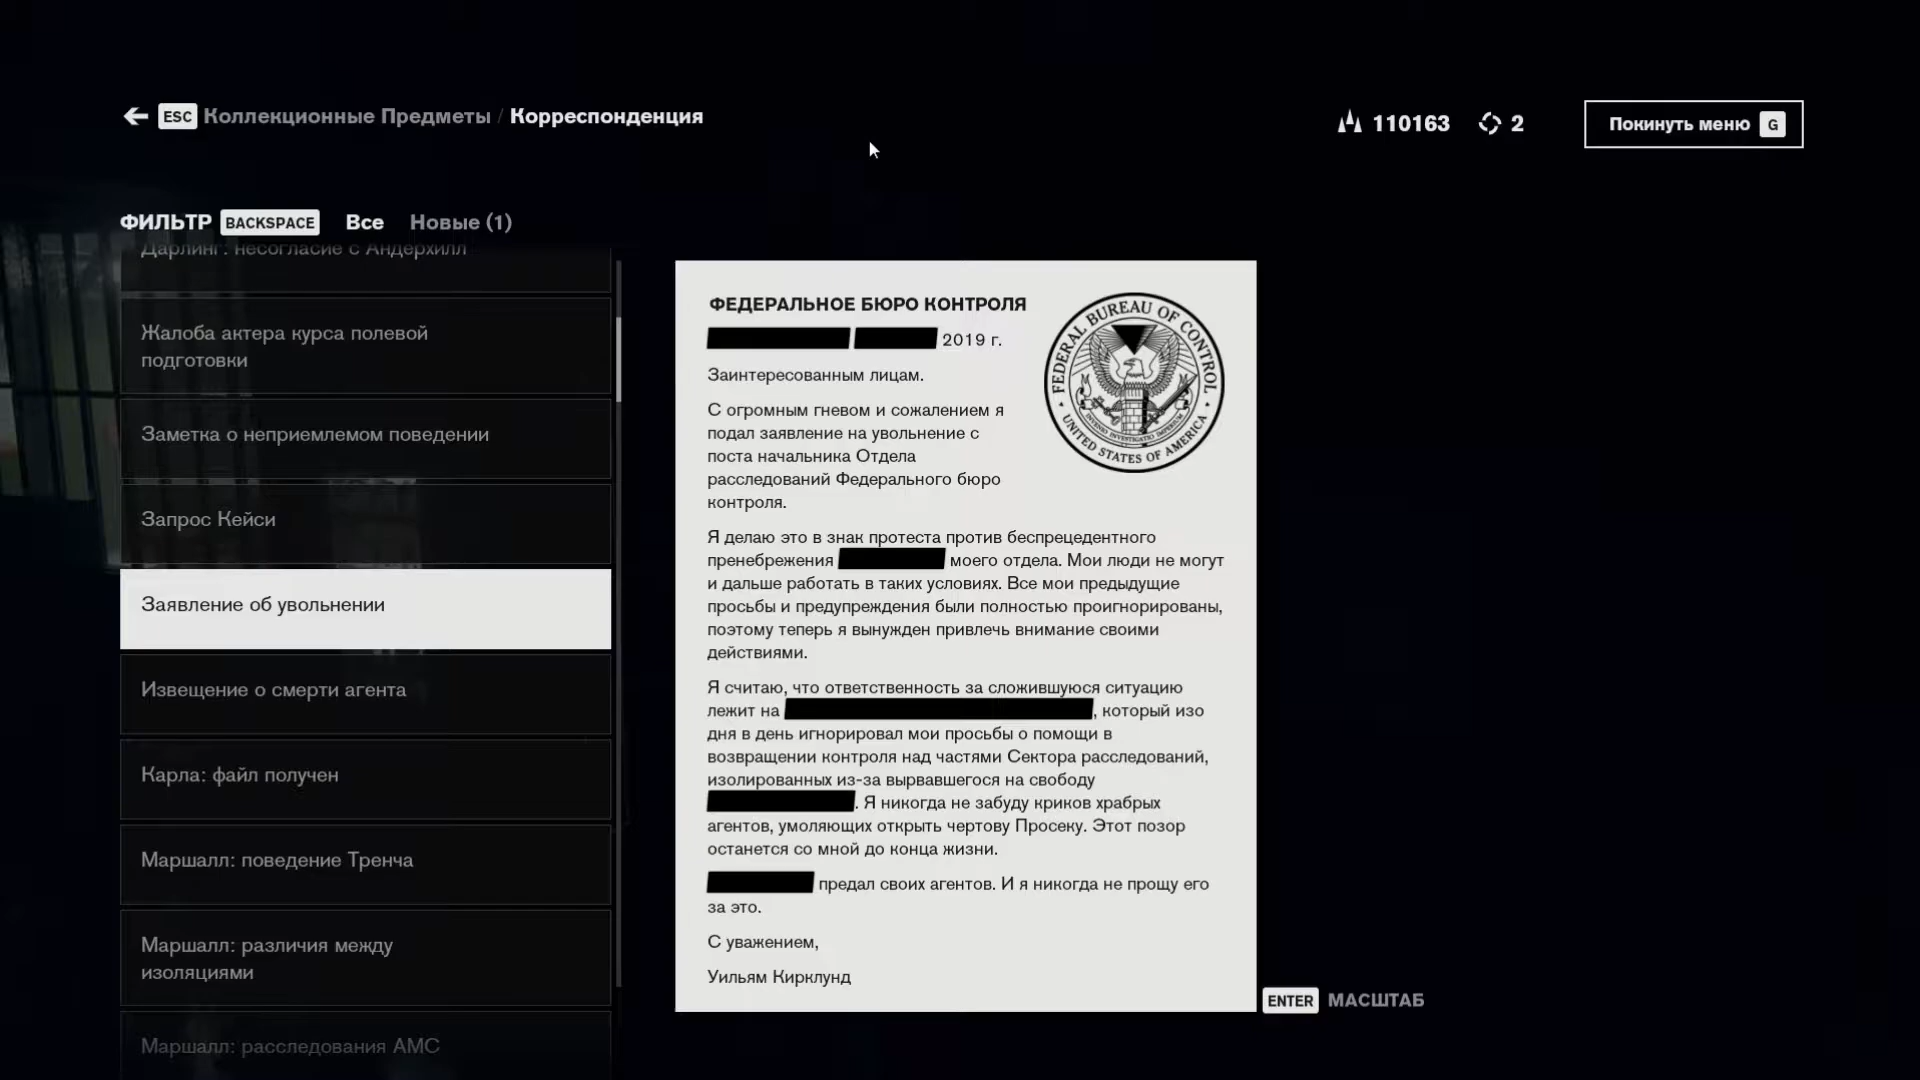 ESC Коллекционные Предметы / Корреспонденция
110163
2
Покинуть меню G
ФИЛЬТР BACKSPACE Все Новые (1)
Дарлинг: несогласие с Андерхилл
Жалоба актера курса полевой
подготовки
Заметка о неприемлемом поведении
Запрос Кейси
Заявление об увольнении
Извещение о смерти агента
Карла: файл получен
Маршалл: поведение Тренча
Маршалл: различия между
изоляциями
Маршалл: расследования АМС
ФЕДЕРАЛЬНОЕ БЮРО КОНТРОЛЯ
2019 г.
FEDERAL BUREAU OF CONTROL
UNITED STATES OF AMERICA
Заинтересованным лицам.
С огромным гневом и сожалением я
подал заявление на увольнение с
поста начальника Отдела
расследований Федерального бюро
контроля.
Я делаю это в знак протеста против беспрецедентного
пренебрежения моего отдела. Мои люди не могут
и дальше работать в таких условиях. Все мои предыдущие
просьбы и предупреждения были полностью проигнорированы,
поэтому теперь я вынужден привлечь внимание своими
действиями.
Я считаю, что ответственность за сложившуюся ситуацию
лежит на , который изо
дня в день игнорировал мои просьбы о помощи в
возвращении контроля над частями Сектора расследований,
изолированных из-за вырвавшегося на свободу
. Я никогда не забуду криков храбрых
агентов, умоляющих открыть чертову Просеку. Этот позор
останется со мной до конца жизни.
предал своих агентов. И я никогда не прощу его
за это.
С уважением,
Уильям Кирклунд
ENTER МАСШТАБ